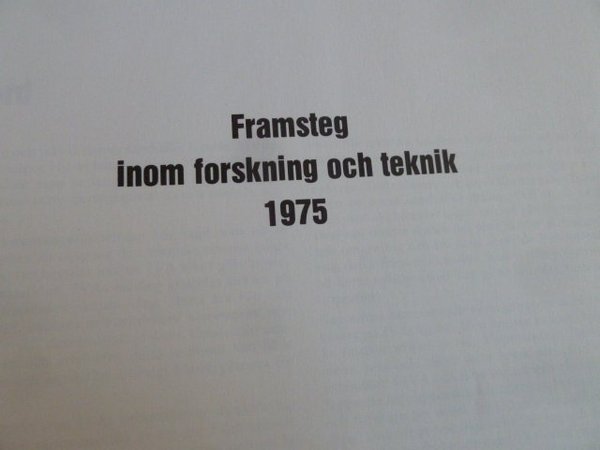 Framsteg
inom forskning och teknik
1975